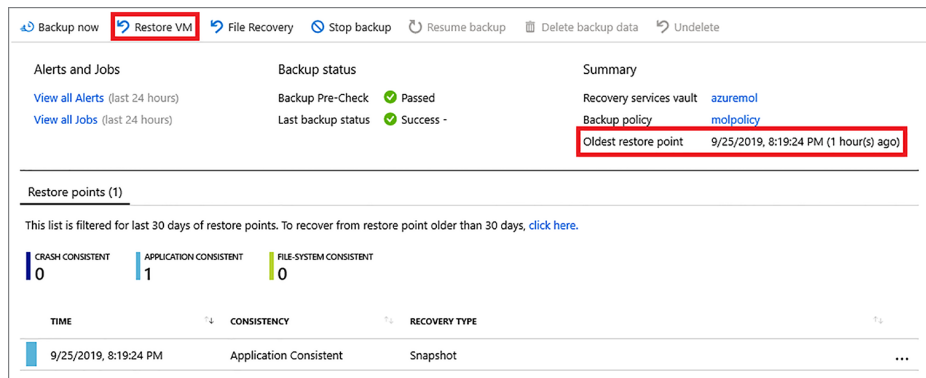 Backup now Restore VM File Recovery Stop backup Resume backup Delete backup data Undelete
Alerts and Jobs Backup status Summary
View all Alerts (last 24 hours) Backup Pre-Check Passed Recovery services vault azuremol
View all Jobs (last 24 hours) Last backup status Success - Backup policy molpolicy
Oldest restore point 9/25/2019, 8:19:24 PM (1 hour(s) ago)
Restore points (1)
This list is filtered for last 30 days of restore points. To recover from restore point older than 30 days, click here.
CRASH CONSISTENT APPLICATION CONSISTENT FILE-SYSTEM CONSISTENT
0 1 0
TIME CONSISTENCY RECOVERY TYPE
9/25/2019, 8:19:24 PM Application Consistent Snapshot ...